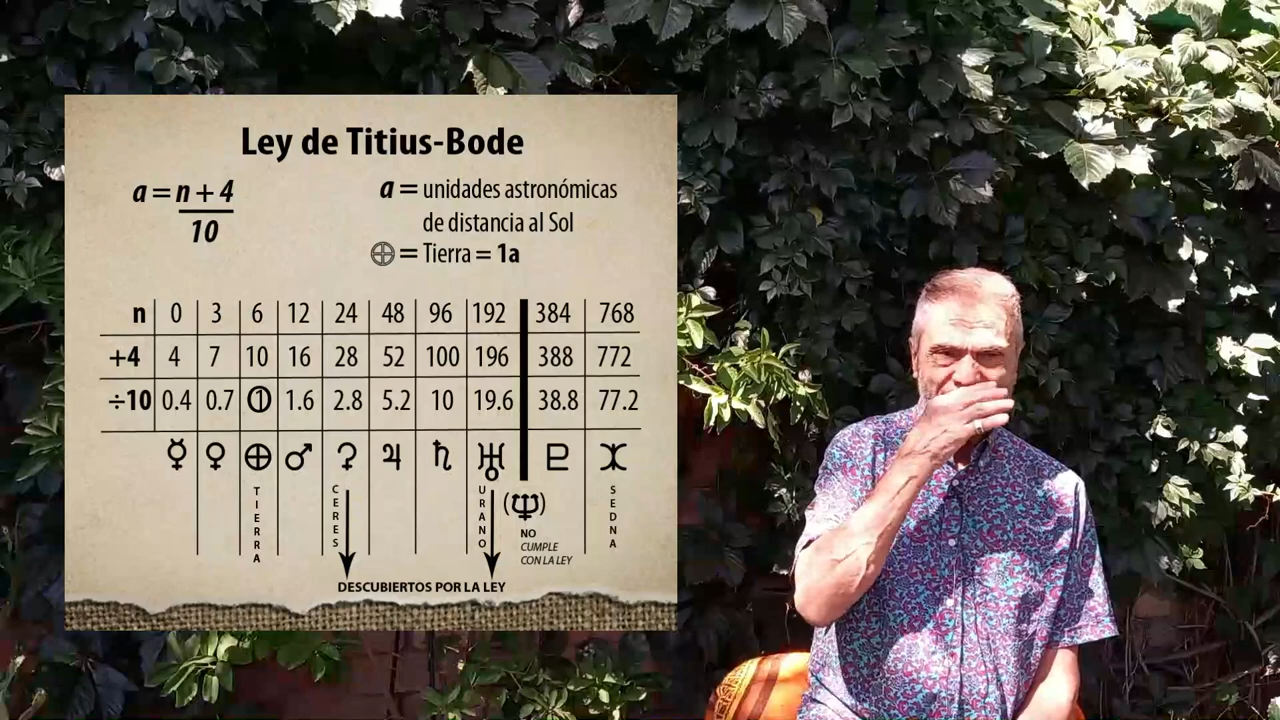 Ley de Titius-Bode
a = n + 4
10
a = unidades astronómicas
de distancia al Sol
⊕ = Tierra = 1a
n 0 3 6 12 24 48 96 192 384 768
+4 4 7 10 16 28 52 100 196 388 772
÷10 0.4 0.7 1 1.6 2.8 5.2 10 19.6 38.8 77.2
☿ ♀ ⊕ ♂ ⚳ ♃ ♄ ♅ ♇ ⯲
TIERRA
CERES
URANO
(♆)
NO
CUMPLE
CON LA LEY
SEDNA
DESCUBIERTOS POR LA LEY